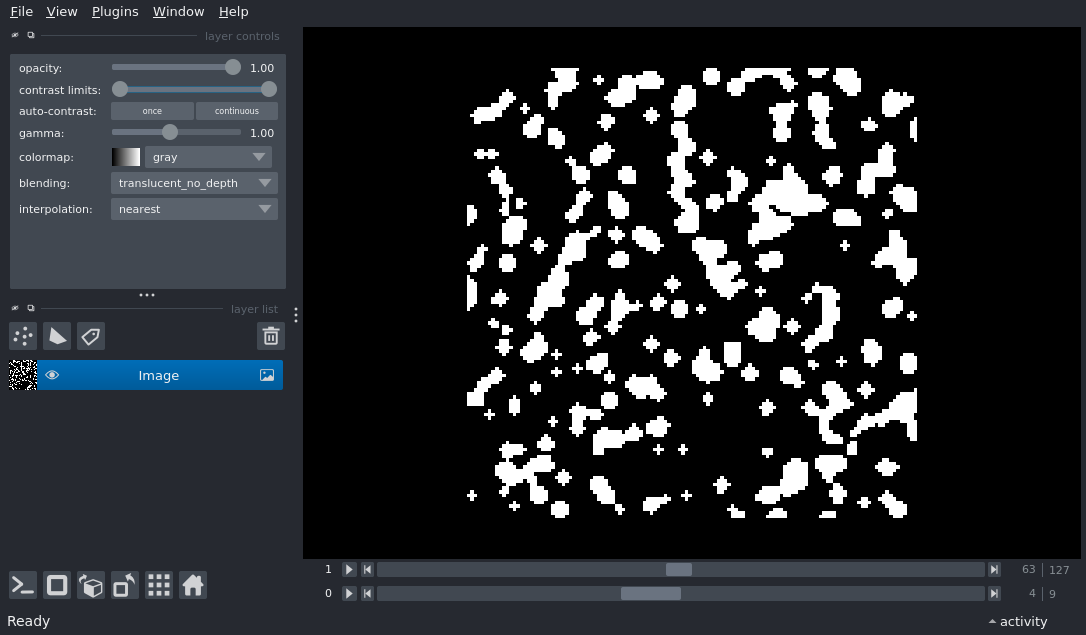 File View Plugins Window Help
layer controls
opacity: 1.00
contrast limits:
auto-contrast: once continuous
gamma: 1.00
colormap: gray
blending: translucent_no_depth
interpolation: nearest
layer list
Image
1 63 127
0 4 9
Ready activity